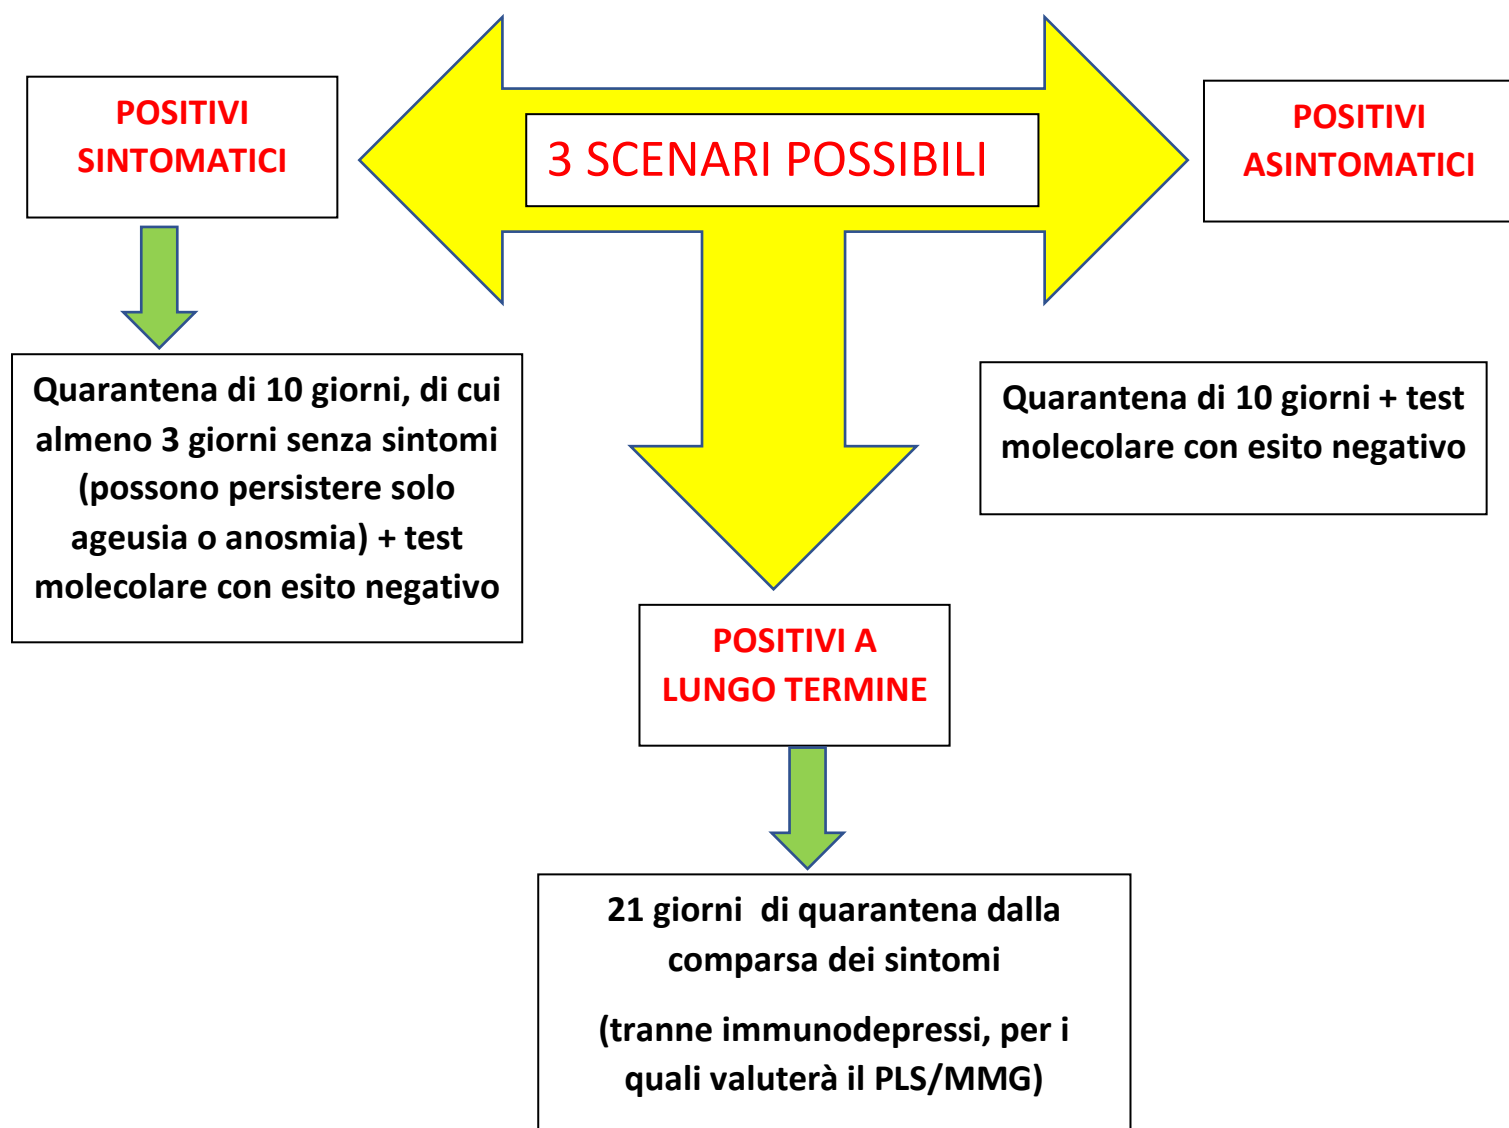 3 SCENARI POSSIBILI
POSITIVI
SINTOMATICI
Quarantena di 10 giorni, di cui
almeno 3 giorni senza sintomi
(possono persistere solo
ageusia o anosmia) + test
molecolare con esito negativo
POSITIVI
ASINTOMATICI
Quarantena di 10 giorni + test
molecolare con esito negativo
POSITIVI A
LUNGO TERMINE
21 giorni  di quarantena dalla
comparsa dei sintomi
(tranne immunodepressi, per i
quali valuterà il PLS/MMG)